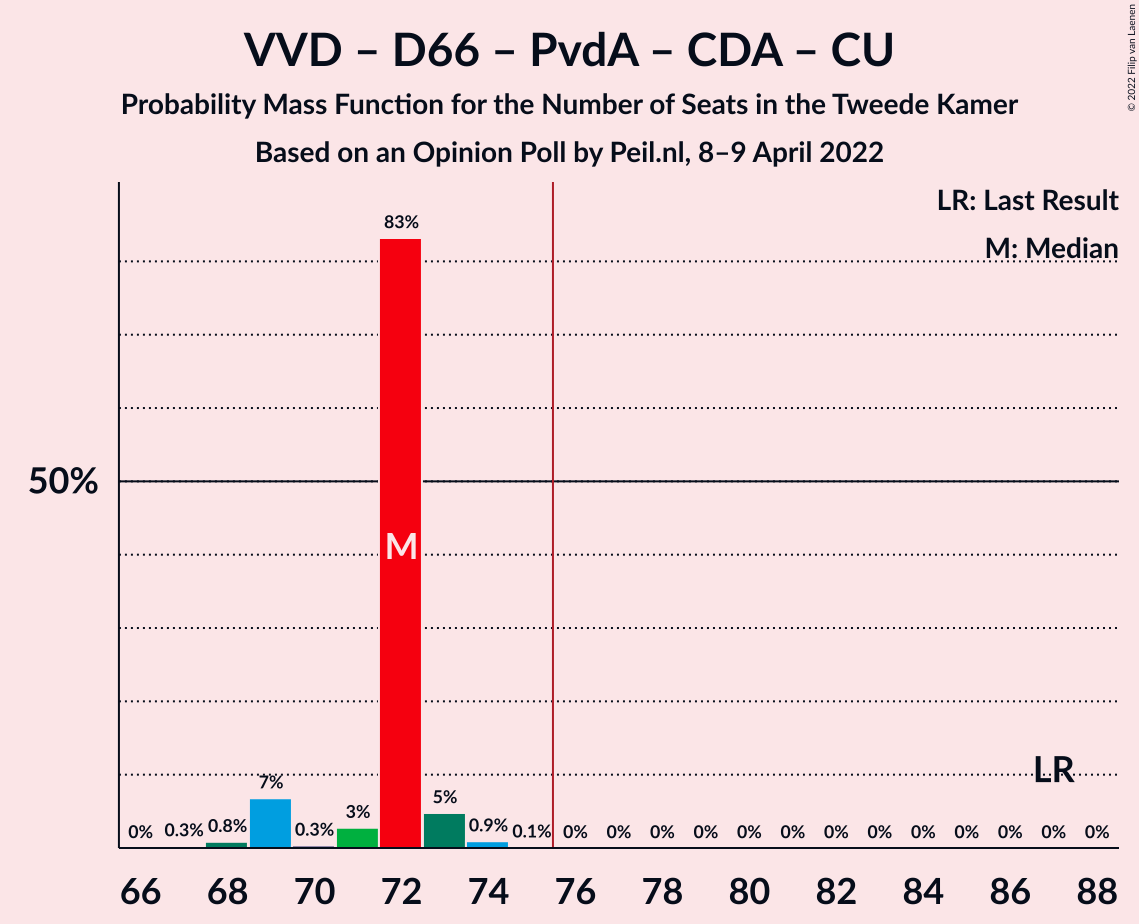 VVD – D66 – PvdA – CDA – CU
Probability Mass Function for the Number of Seats in the Tweede Kamer
Based on an Opinion Poll by Peil.nl, 8–9 April 2022
© 2022 Filip van Laenen
LR: Last Result
M: Median
83%
50%
M
LR
7%
5%
3%
0% 0.3% 0.8% 0.3% 0.9% 0.1% 0% 0% 0% 0% 0% 0% 0% 0% 0% 0% 0% 0% 0%
66 68 70 72 74 76 78 80 82 84 86 88